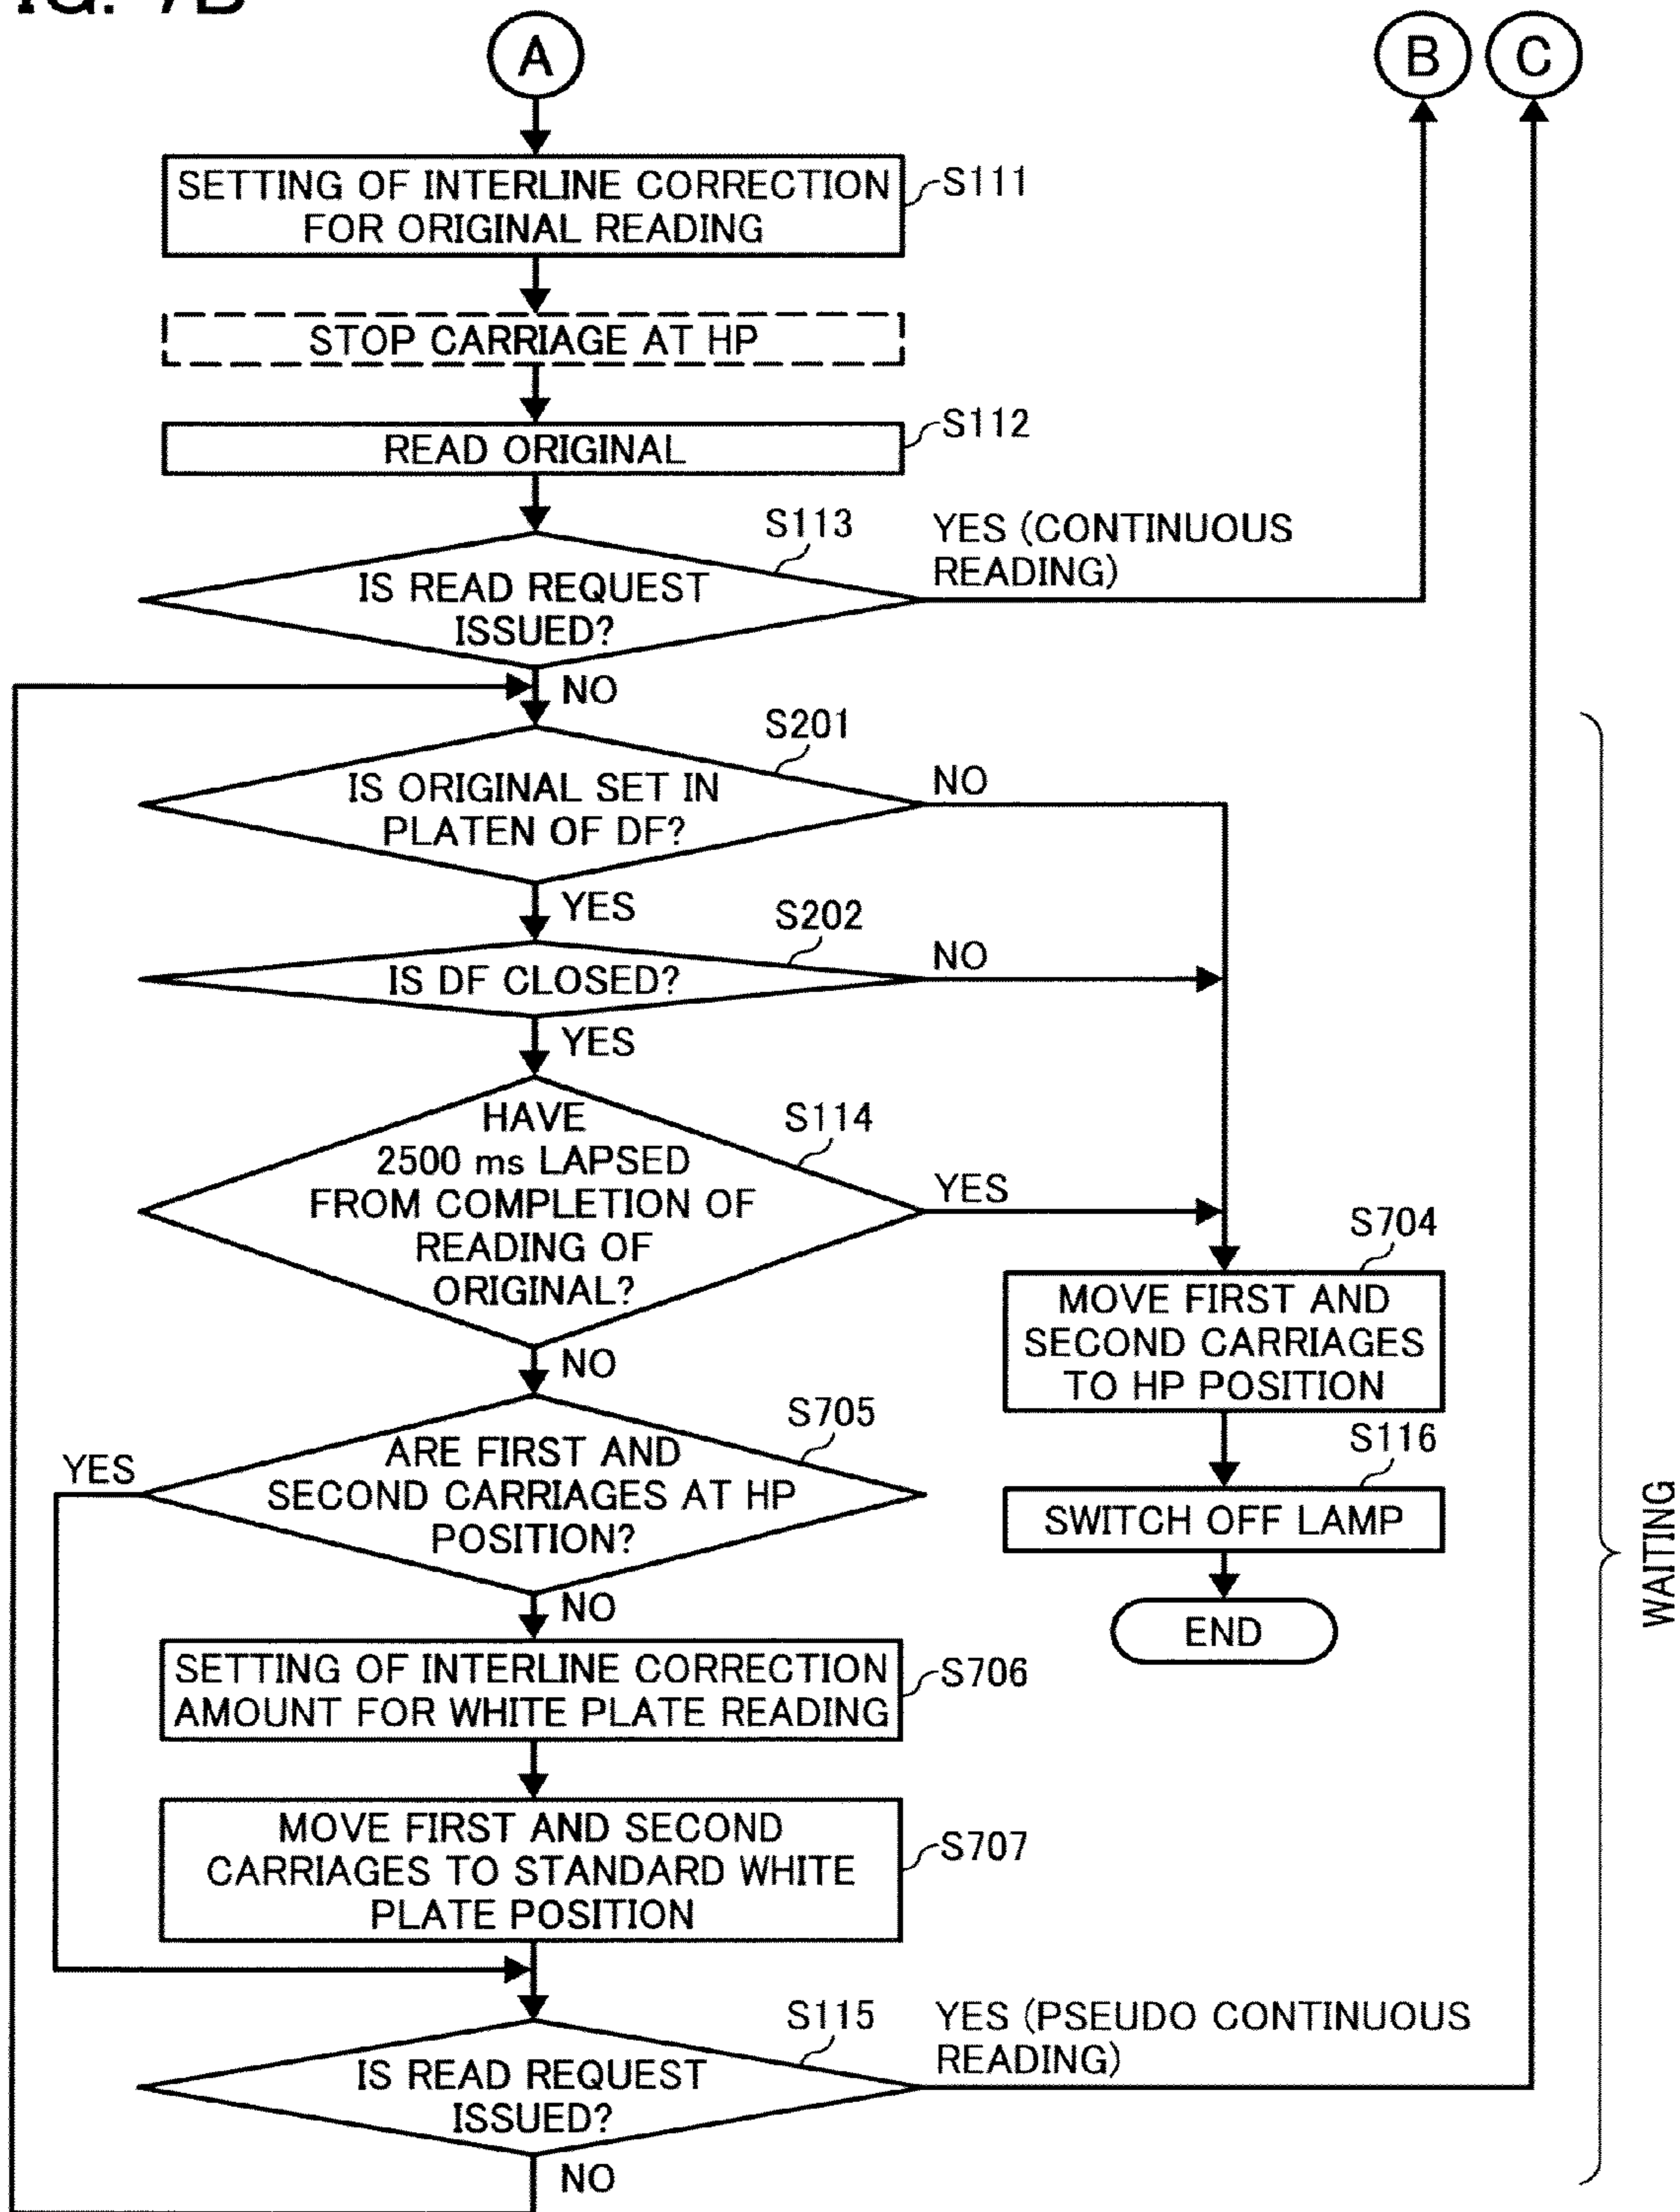 FIG. 7B
A
B
C
SETTING OF INTERLINE CORRECTION
FOR ORIGINAL READING
S111
STOP CARRIAGE AT HP
READ ORIGINAL
S112
S113
IS READ REQUEST
ISSUED?
YES (CONTINUOUS
READING)
NO
S201
IS ORIGINAL SET IN
PLATEN OF DF?
NO
YES
S202
IS DF CLOSED?
NO
YES
S114
HAVE
2500 ms LAPSED
FROM COMPLETION OF
READING OF
ORIGINAL?
YES
NO
S704
MOVE FIRST AND
SECOND CARRIAGES
TO HP POSITION
S116
SWITCH OFF LAMP
END
S705
ARE FIRST AND
SECOND CARRIAGES AT HP
POSITION?
YES
NO
SETTING OF INTERLINE CORRECTION
AMOUNT FOR WHITE PLATE READING
S706
MOVE FIRST AND SECOND
CARRIAGES TO STANDARD WHITE
PLATE POSITION
S707
S115
IS READ REQUEST
ISSUED?
YES (PSEUDO CONTINUOUS
READING)
NO
WAITING